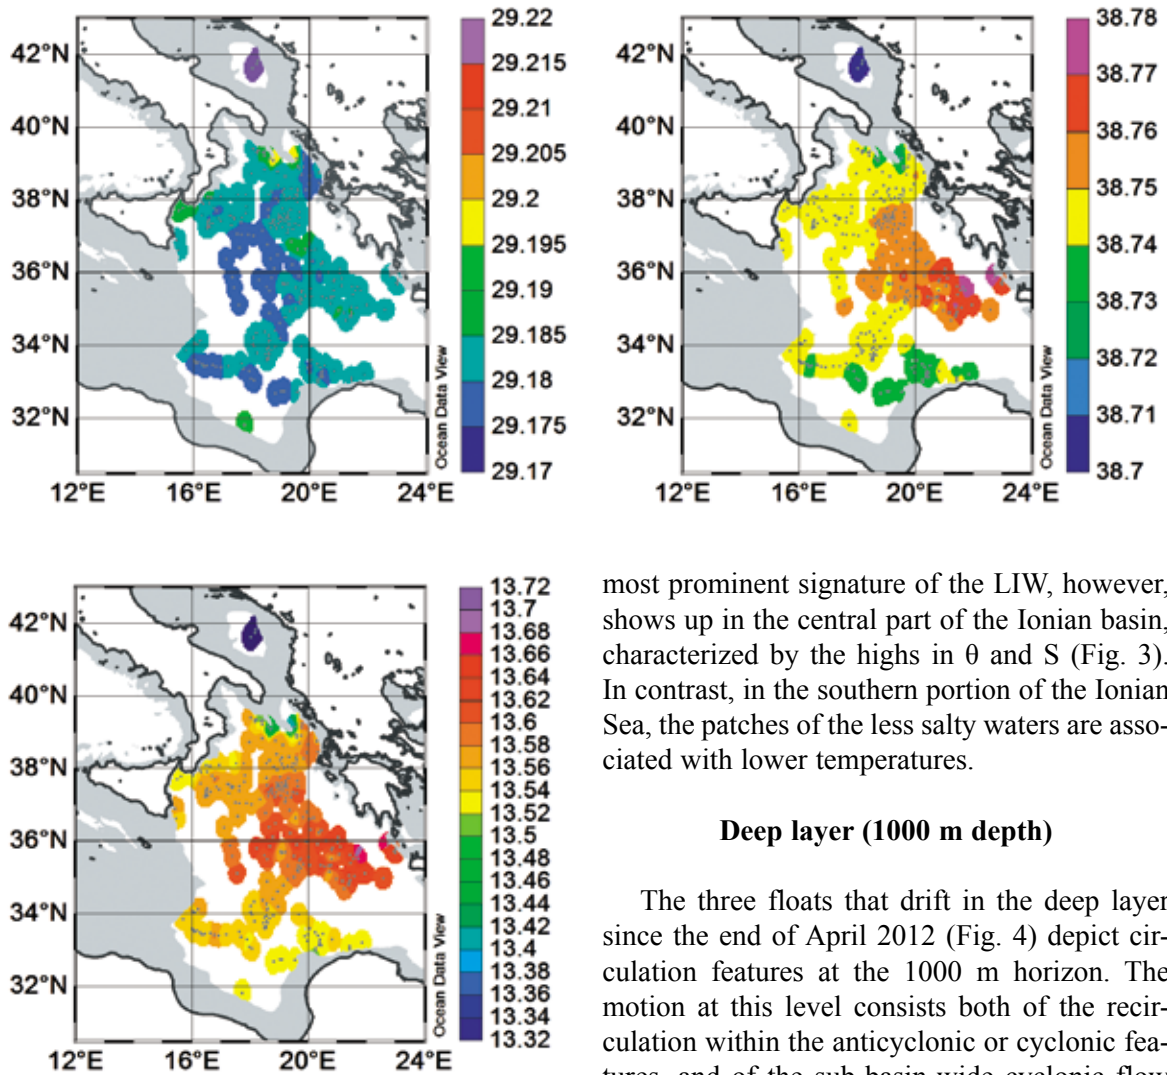 42°N
40°N
38°N
36°N
34°N
32°N
12°E 16°E 20°E 24°E
Ocean Data View
29.22
29.215
29.21
29.205
29.2
29.195
29.19
29.185
29.18
29.175
29.17
42°N
40°N
38°N
36°N
34°N
32°N
12°E 16°E 20°E 24°E
Ocean Data View
38.78
38.77
38.76
38.75
38.74
38.73
38.72
38.71
38.7
42°N
40°N
38°N
36°N
34°N
32°N
12°E 16°E 20°E 24°E
Ocean Data View
13.72
13.7
13.68
13.66
13.64
13.62
13.6
13.58
13.56
13.54
13.52
13.5
13.48
13.46
13.44
13.42
13.4
13.38
13.36
13.34
13.32
most prominent signature of the LIW, however,
shows up in the central part of the Ionian basin,
characterized by the highs in θ and S (Fig. 3).
In contrast, in the southern portion of the Ionian
Sea, the patches of the less salty waters are asso-
ciated with lower temperatures.
Deep layer (1000 m depth)
The three floats that drift in the deep layer
since the end of April 2012 (Fig. 4) depict cir-
culation features at the 1000 m horizon. The
motion at this level consists both of the recir-
culation within the anticyclonic or cyclonic fea-
tures, and of the sub-basin-wide cyclonic flow